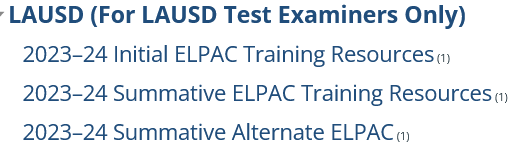 LAUSD (For LAUSD Test Examiners Only)
2023–24 Initial ELPAC Training Resources (1)
2023–24 Summative ELPAC Training Resources (1)
2023–24 Summative Alternate ELPAC (1)